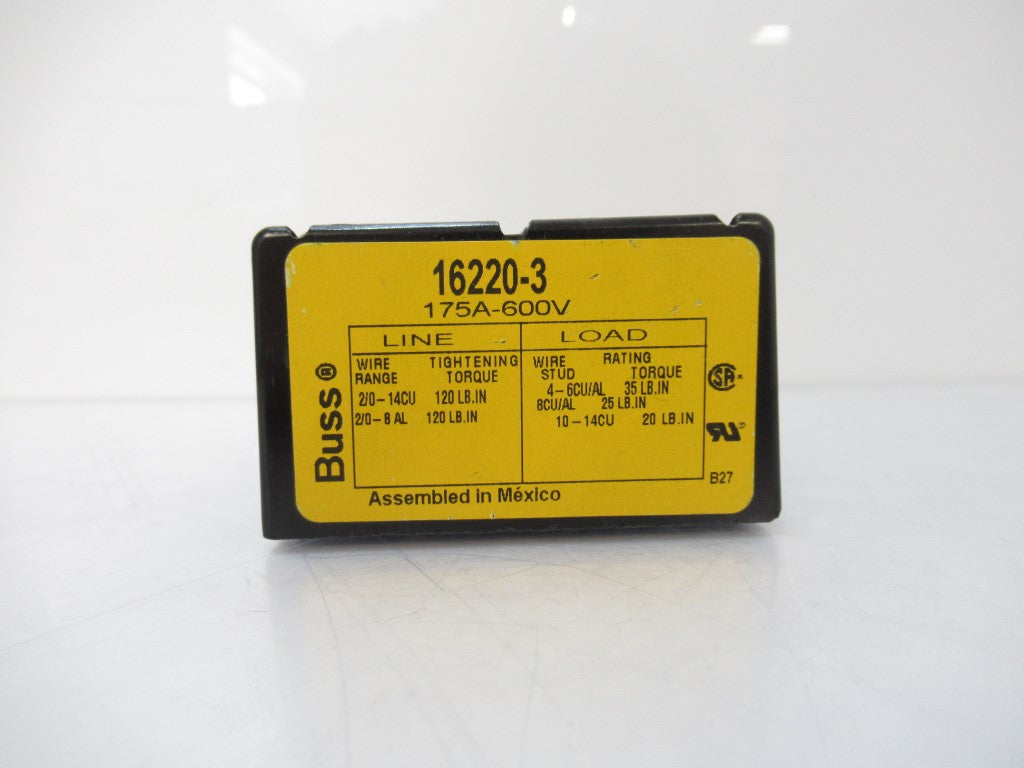 16220-3
175A-600V
LINE LOAD
WIRE TIGHTENING WIRE RATING
RANGE TORQUE STUD TORQUE
2/0-14CU 120 LB.IN 4-6CU/AL 35 LB.IN
2/0-8 AL 120 LB.IN 8CU/AL 25 LB.IN
10-14CU 20 LB.IN
Buss®
SA
B27
Assembled in México